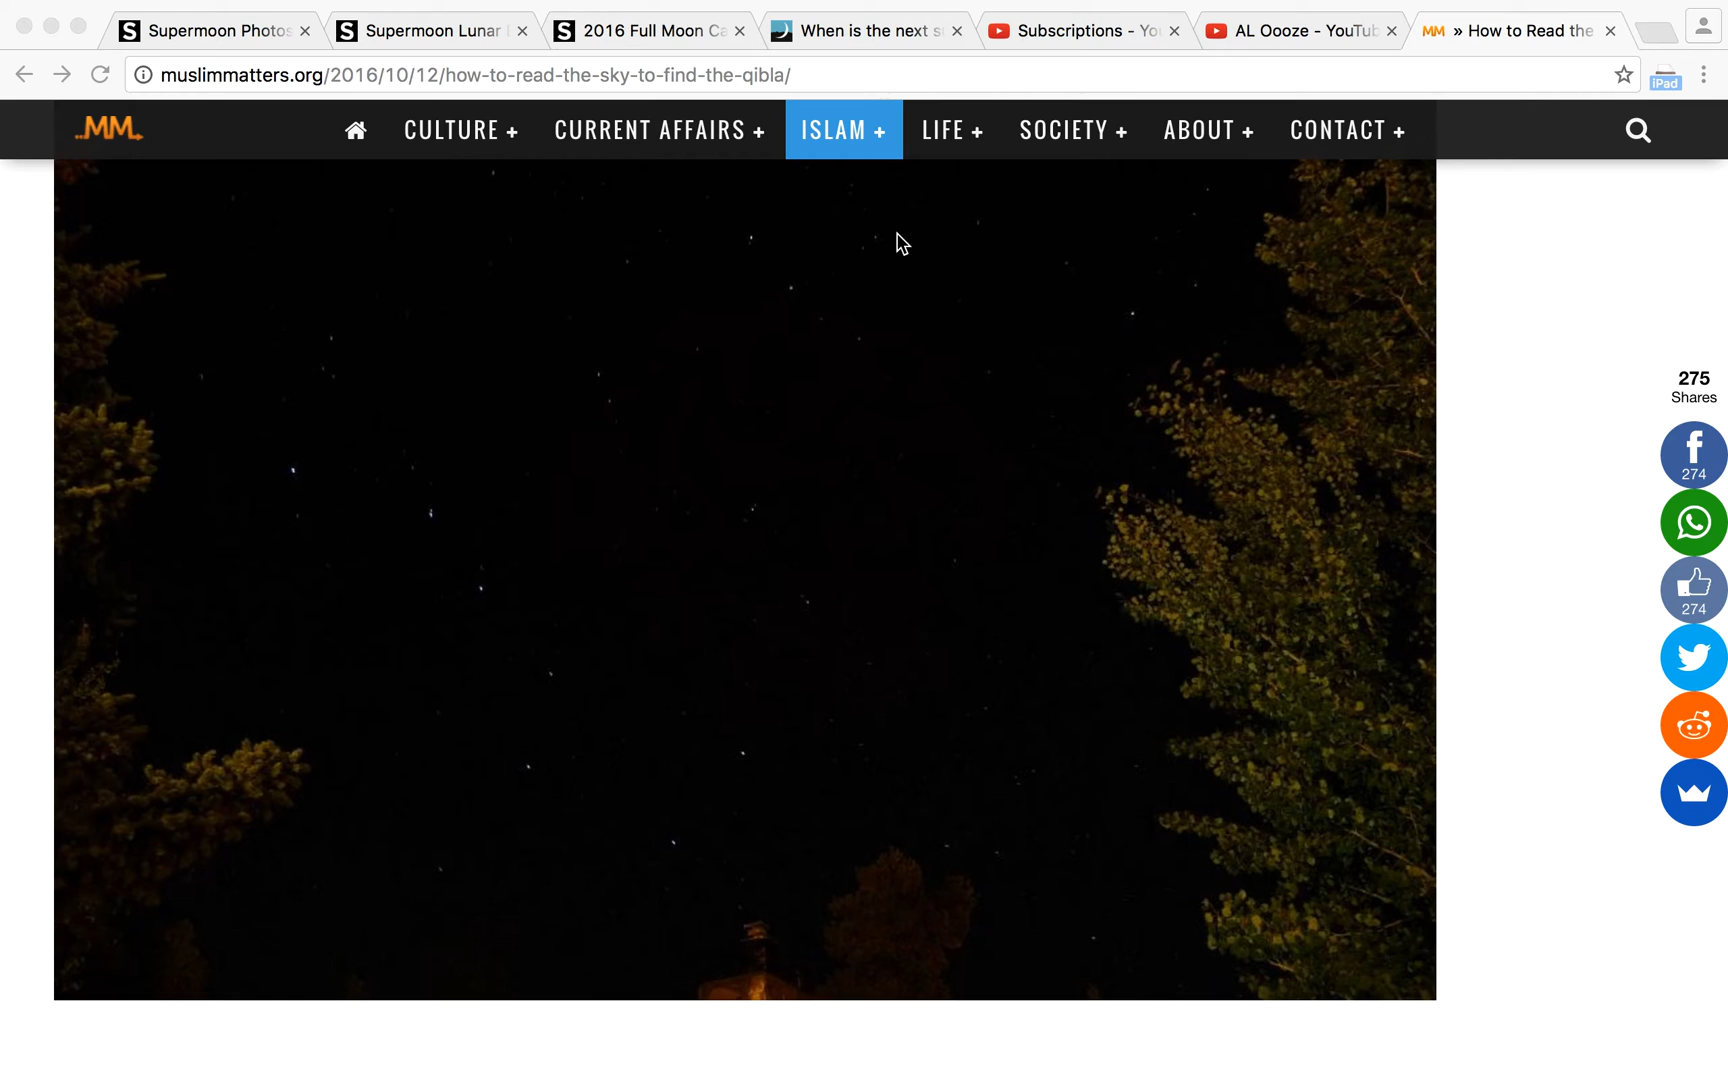 Supermoon Photos
Supermoon Lunar
2016 Full Moon Ca
When is the next s
Subscriptions - Yo
AL Oooze - YouTub
MM » How to Read the
muslimmatters.org/2016/10/12/how-to-read-the-sky-to-find-the-qibla/
iPad
..MM.
CULTURE +
CURRENT AFFAIRS +
ISLAM +
LIFE +
SOCIETY +
ABOUT +
CONTACT +
275
Shares
274
274